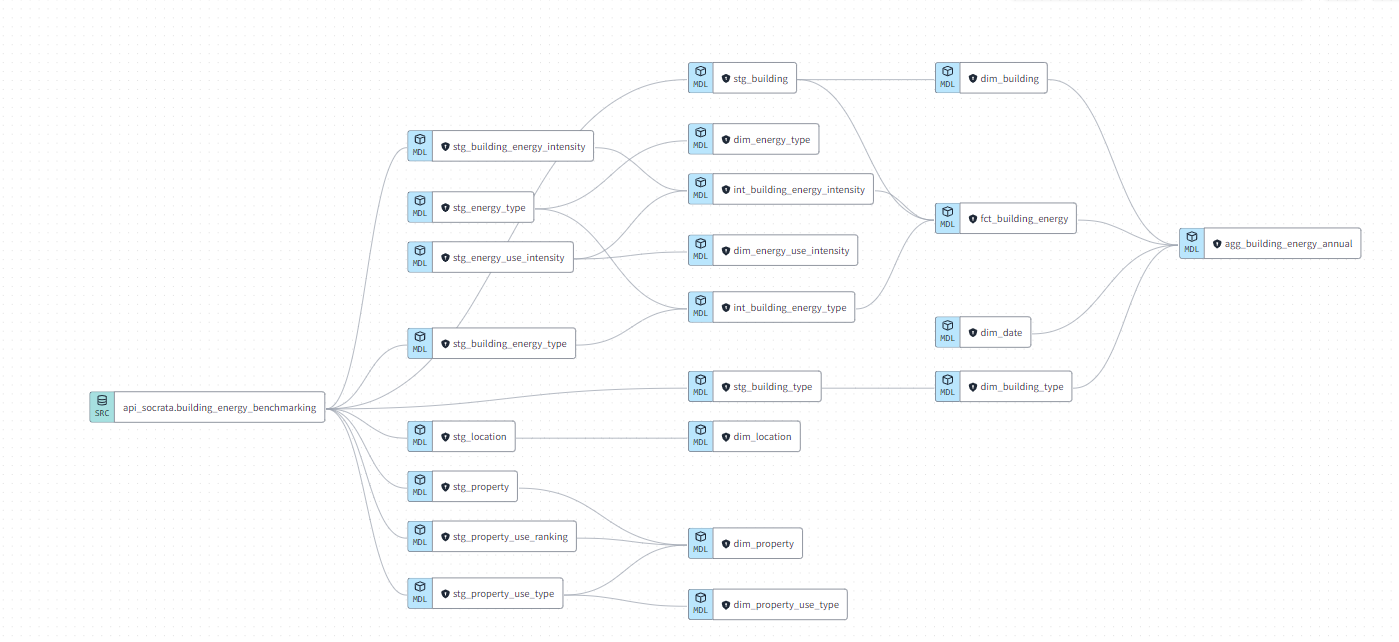 MDL stg_building
MDL dim_building
MDL stg_building_energy_intensity
MDL dim_energy_type
MDL int_building_energy_intensity
MDL stg_energy_type
MDL fct_building_energy
MDL stg_energy_use_intensity
MDL dim_energy_use_intensity
MDL agg_building_energy_annual
MDL int_building_energy_type
MDL dim_date
MDL stg_building_energy_type
MDL stg_building_type
MDL dim_building_type
SRC api_socrata.building_energy_benchmarking
MDL stg_location
MDL dim_location
MDL stg_property
MDL stg_property_use_ranking
MDL dim_property
MDL stg_property_use_type
MDL dim_property_use_type